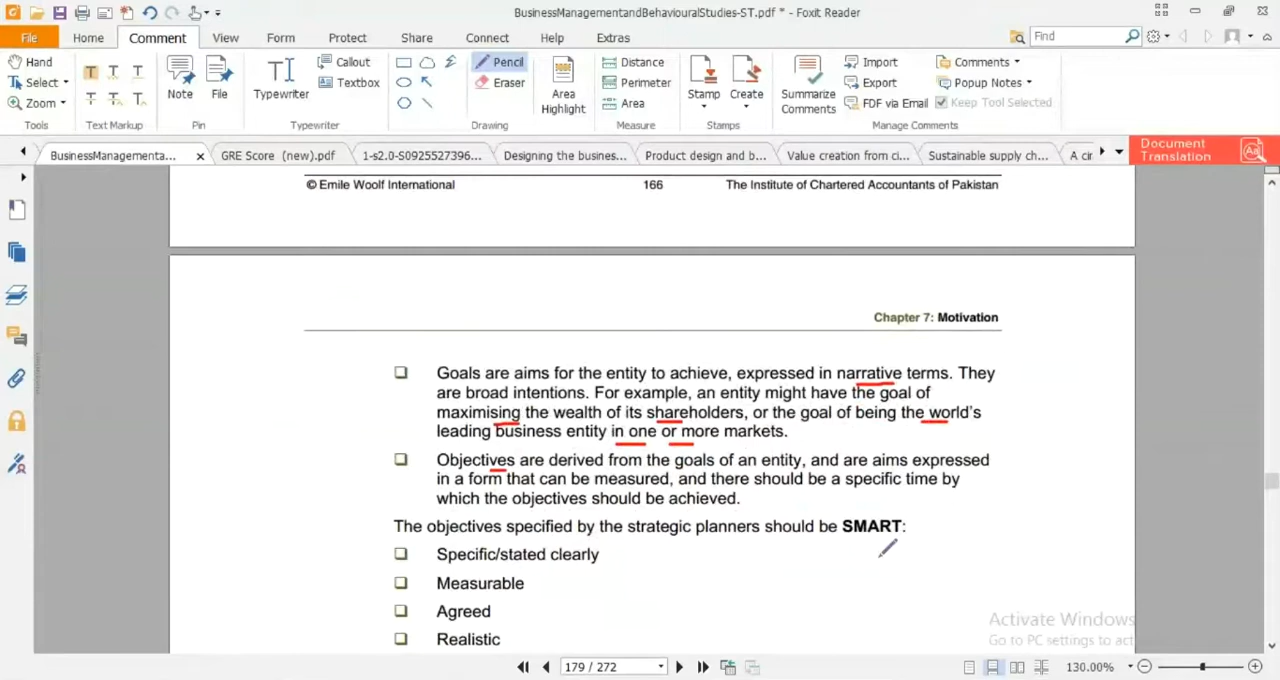 BusinessManagementandBehaviouralStudies-ST.pdf * - Foxit Reader
File Home Comment View Form Protect Share Connect Help Extras Find
Hand Select Zoom Tools
T T T T T T Text Markup
Note File Pin
Typewriter Callout Textbox Typewriter
Pencil Eraser Area Highlight Drawing
Distance Perimeter Area Measure
Stamp Create Stamps
Summarize Comments Import Export FDF via Email Comments Popup Notes Keep Tool Selected Manage Comments
BusinessManagementa... GRE Score (new).pdf 1-s2.0-S0925527396... Designing the busines... Product design and b... Value creation from ci... Sustainable supply ch... A cir
Document Translation
© Emile Woolf International 166 The Institute of Chartered Accountants of Pakistan
Chapter 7: Motivation
Goals are aims for the entity to achieve, expressed in narrative terms. They
are broad intentions. For example, an entity might have the goal of
maximising the wealth of its shareholders, or the goal of being the world's
leading business entity in one or more markets.
Objectives are derived from the goals of an entity, and are aims expressed
in a form that can be measured, and there should be a specific time by
which the objectives should be achieved.
The objectives specified by the strategic planners should be SMART:
Specific/stated clearly
Measurable
Agreed
Realistic
Activate Windows
Go to PC settings to act
179 / 272 130.00%